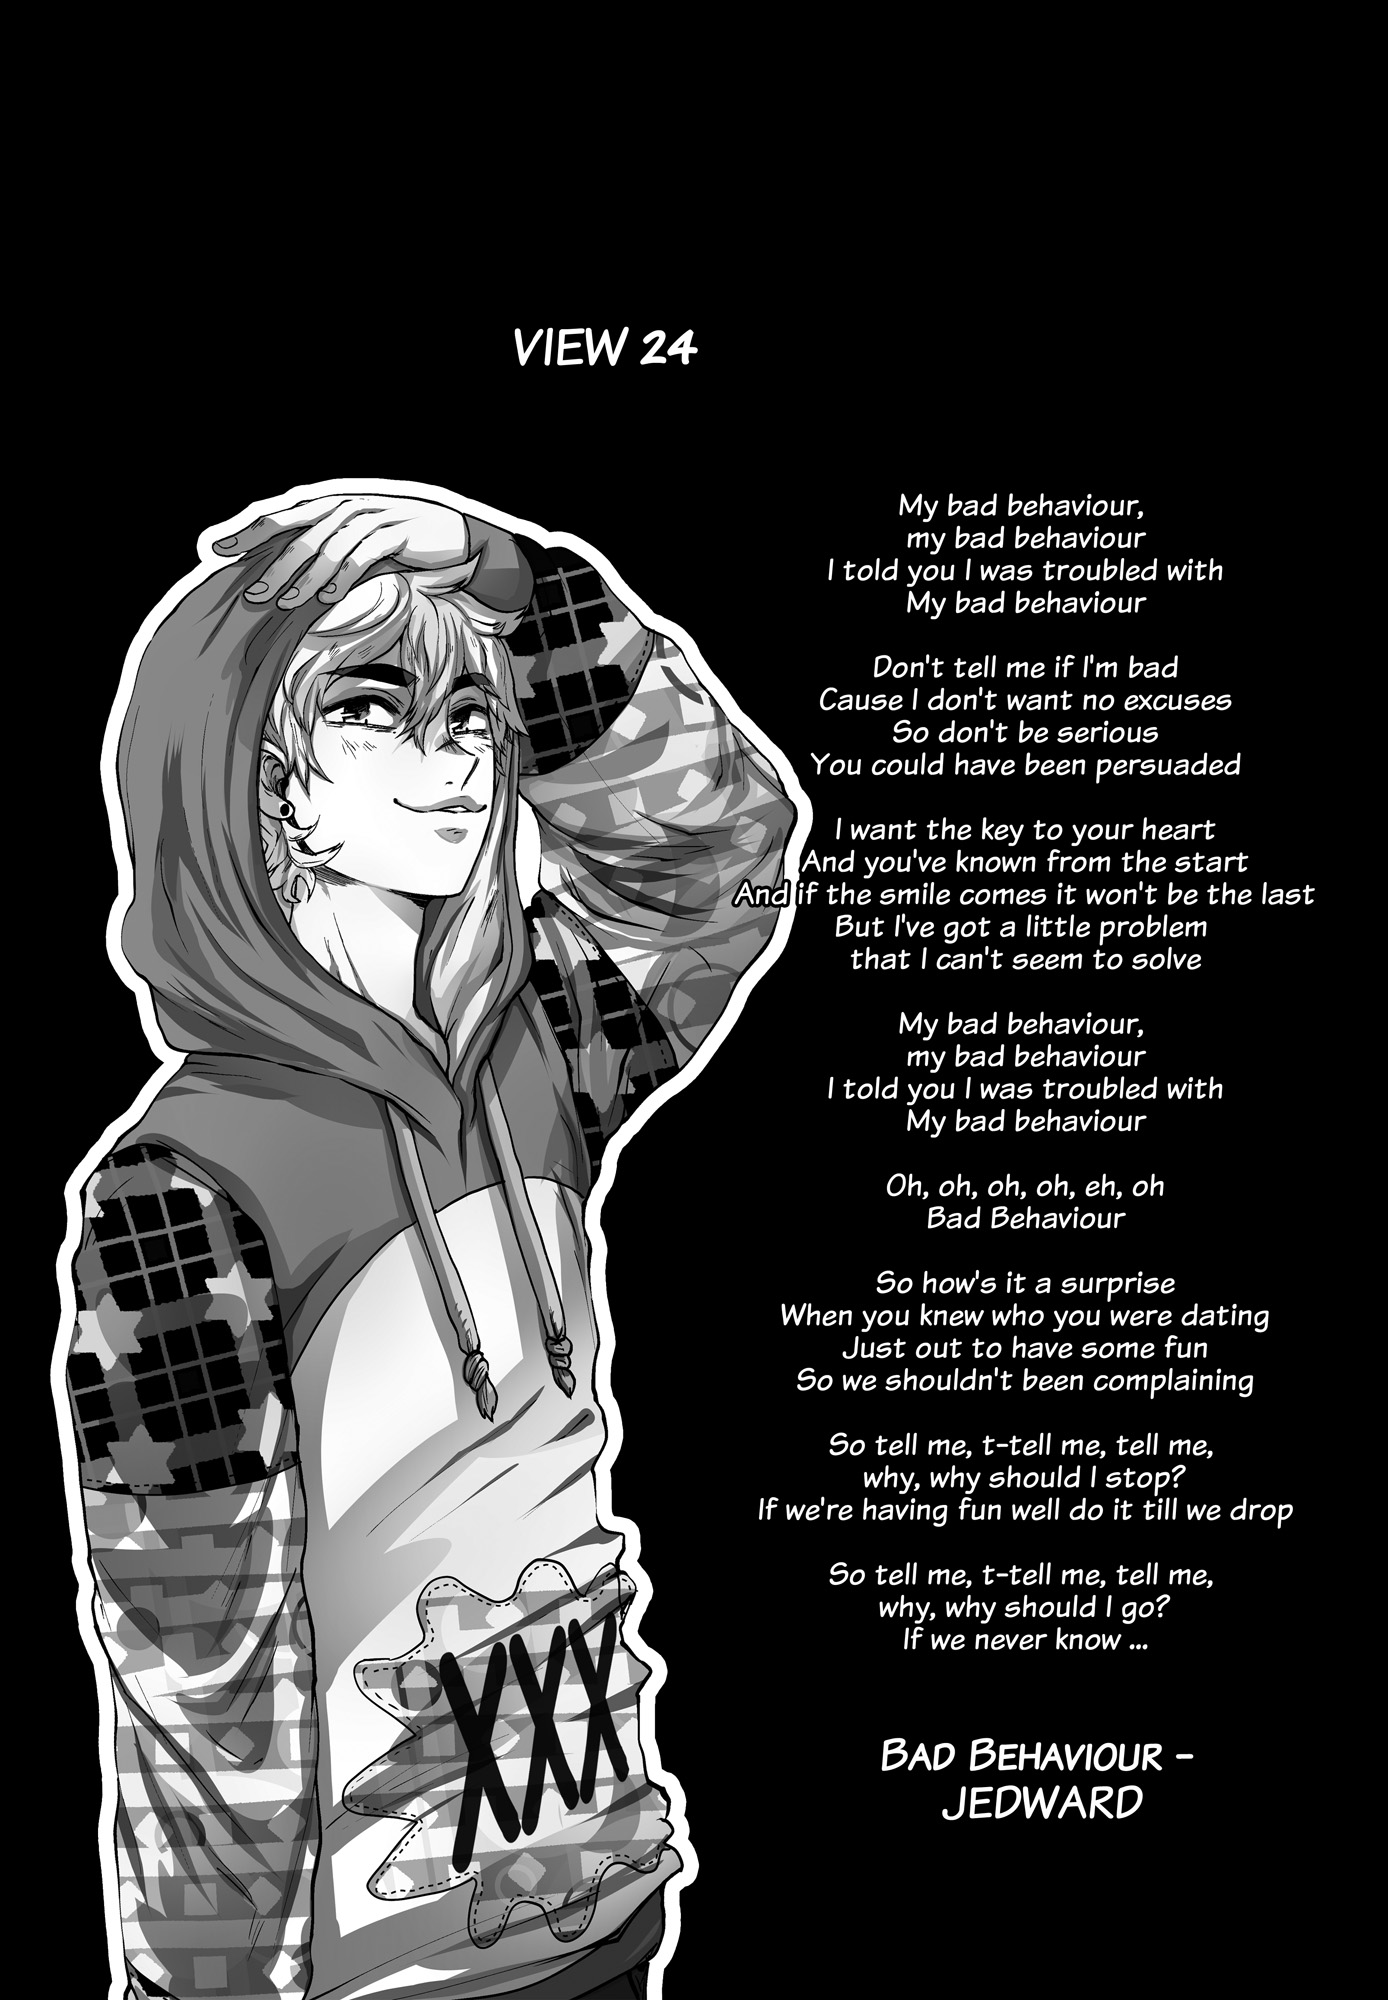 VIEW 24
My bad behaviour,
my bad behaviour
I told you I was troubled with
My bad behaviour
Don't tell me if I'm bad
Cause I don't want no excuses
So don't be serious
You could have been persuaded
I want the key to your heart
And you've known from the start
And if the smile comes it won't be the last
But I've got a little problem
that I can't seem to solve
My bad behaviour,
my bad behaviour
I told you I was troubled with
My bad behaviour
Oh, oh, oh, oh, eh, oh
Bad Behaviour
So how's it a surprise
When you knew who you were dating
Just out to have some fun
So we shouldn't been complaining
So tell me, t-tell me, tell me,
why, why should I stop?
If we're having fun well do it till we drop
So tell me, t-tell me, tell me,
why, why should I go?
If we never know ...
BAD BEHAVIOUR -
JEDWARD
XXX